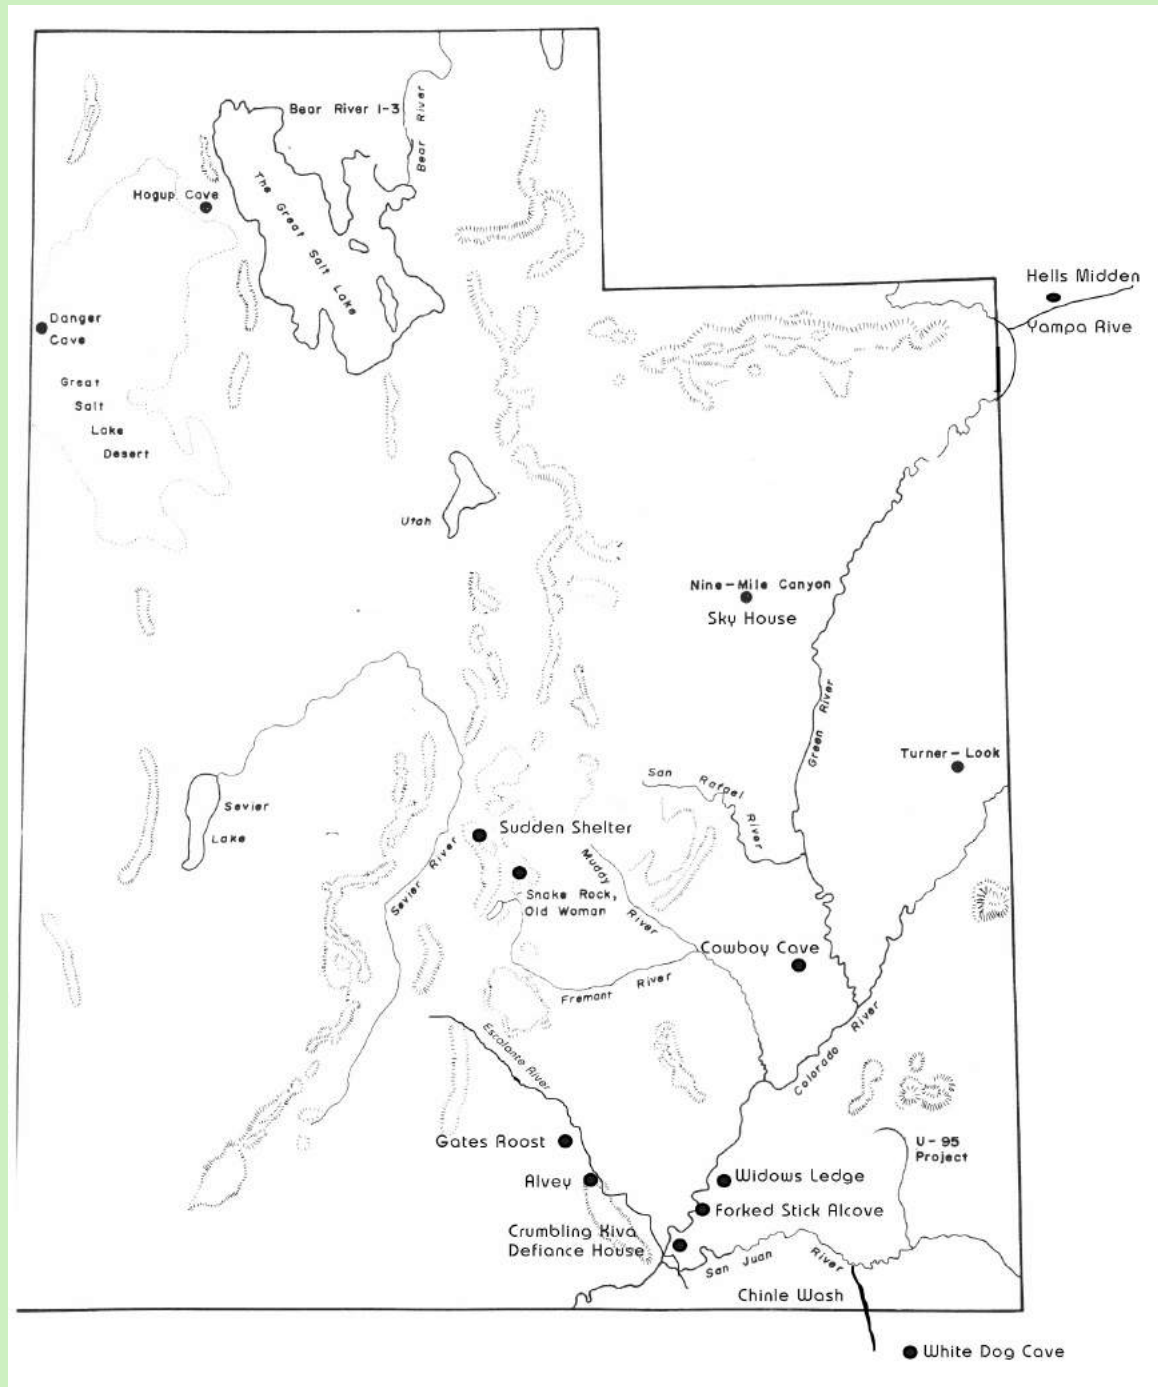 Bear River 1-3
Bear River
Hogup Cave
The Great Salt Lake
Hells Midden
Yampa Rive
Danger
Cave
Great
Salt
Lake
Desert
Utah
Nine-Mile Canyon
Sky House
Green River
Turner-Look
San Rafael River
Sevier
Lake
Sevier River
Sudden Shelter
Muddy River
Snake Rock,
Old Woman
Cowboy Cave
Fremont River
Escalante River
Colorado River
Gates Roost
U-95
Project
Alvey
Widows Ledge
Forked Stick Alcove
Crumbling Kiva
Defiance House
San Juan River
Chinle Wash
White Dog Cave